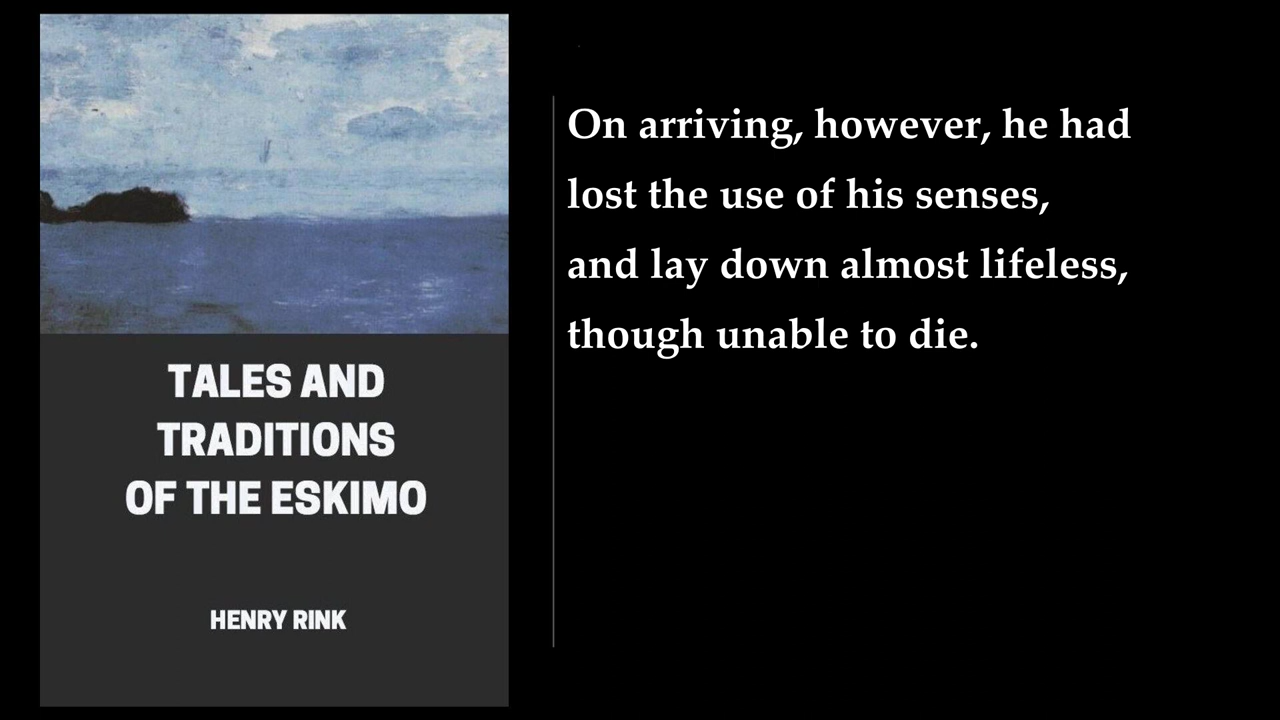 TALES AND
TRADITIONS
OF THE ESKIMO
HENRY RINK
On arriving, however, he had
lost the use of his senses,
and lay down almost lifeless,
though unable to die.